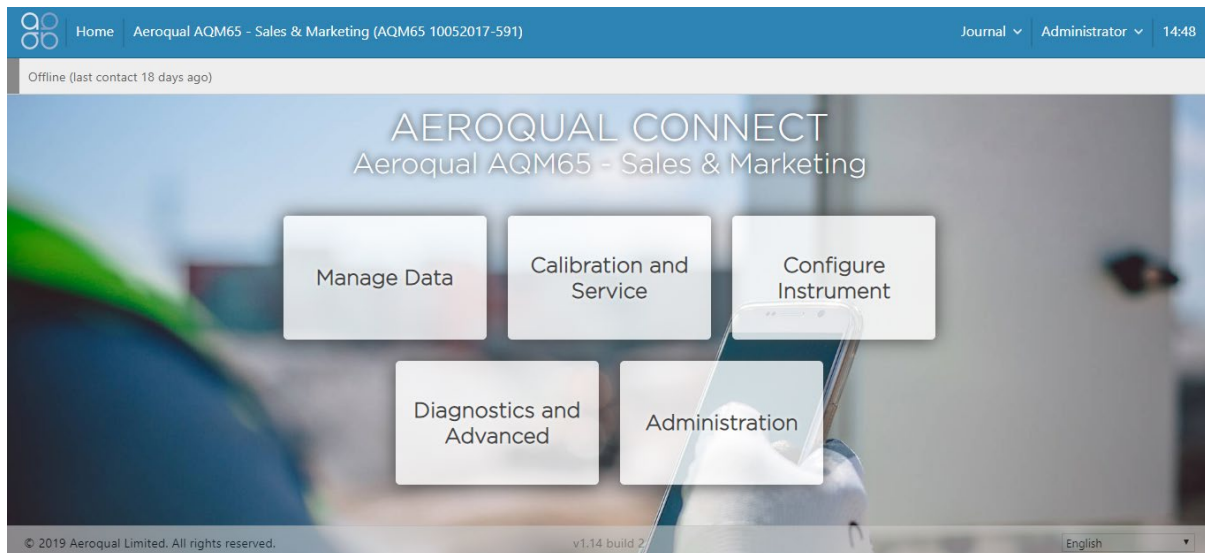 Home
Aeroqual AQM65 - Sales & Marketing (AQM65 10052017-591)
Journal
Administrator
14:48
Offline (last contact 18 days ago)
AEROQUAL CONNECT
Aeroqual AQM65 - Sales & Marketing
Manage Data
Calibration and
Service
Configure
Instrument
Diagnostics and
Advanced
Administration
© 2019 Aeroqual Limited. All rights reserved.
v1.14 build 2
English